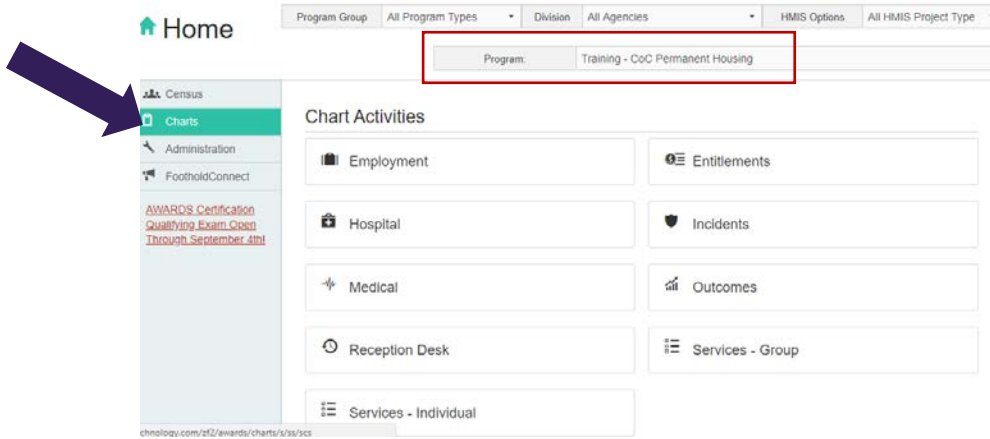 Home
Program Group All Program Types Division All Agencies HMIS Options All HMIS Project Type
Program: Training - CoC Permanent Housing
Census
Charts
Administration
FootholdConnect
AWARDS Certification
Qualifying Exam Open
Through September 4th!
Chart Activities
Employment
Entitlements
Hospital
Incidents
Medical
Outcomes
Reception Desk
Services - Group
Services - Individual
chnology.com/zf2/awards/charts/s/ss/scs